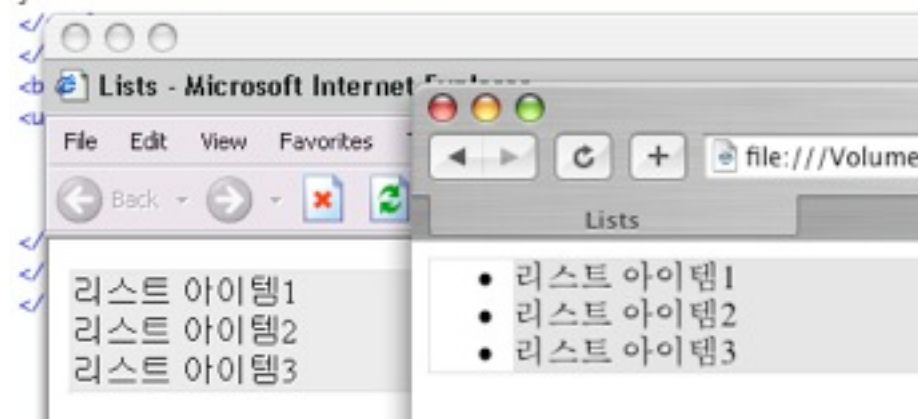 </
</
<b
<u
Lists - Microsoft Internet
File Edit View Favorites
Back
file:///Volume
Lists
</
</
</
리스트 아이템1
리스트 아이템2
리스트 아이템3
리스트 아이템1
리스트 아이템2
리스트 아이템3